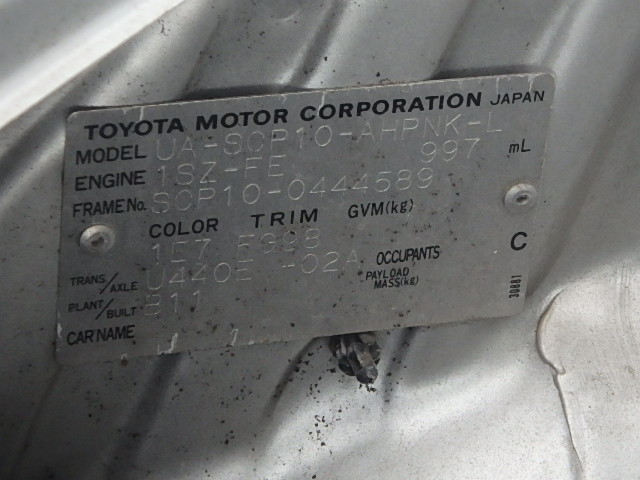 TOYOTA MOTOR CORPORATION JAPAN
MODEL UA-SCP10-AHPNK-L
ENGINE 1SZ-FE 997 mL
FRAME No. SCP10-0444589
COLOR TRIM GVM(kg)
1E7 C
TRANS/AXLE U440E -02A OCCUPANTS
PAYLOAD MASS(kg)
PLANT/BUILT B11
CAR NAME
30881